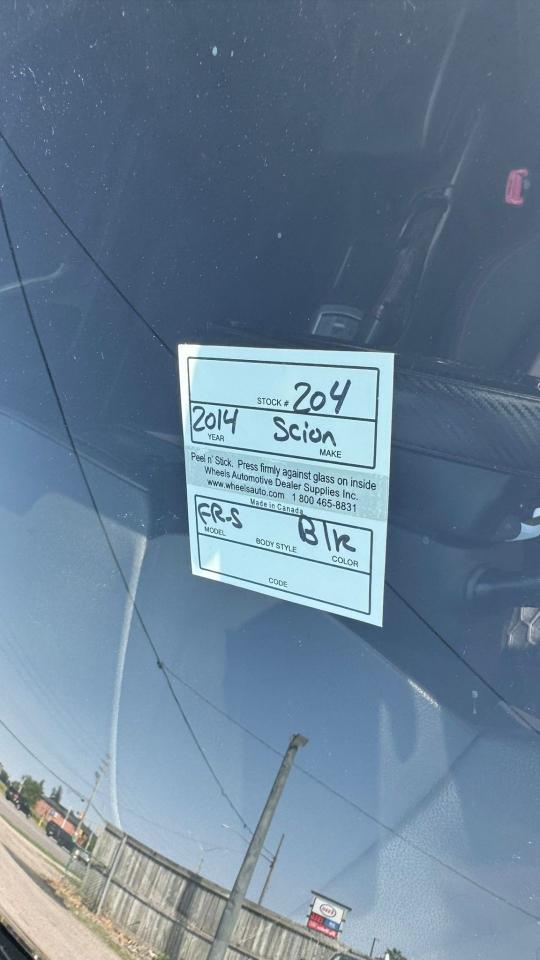 STOCK # 204
2014 Scion
YEAR MAKE
Peel n' Stick. Press firmly against glass on inside
Wheels Automotive Dealer Supplies Inc.
www.wheelsauto.com 1 800 465-8831
Made in Canada
FR-S Blk
MODEL BODY STYLE COLOR
CODE